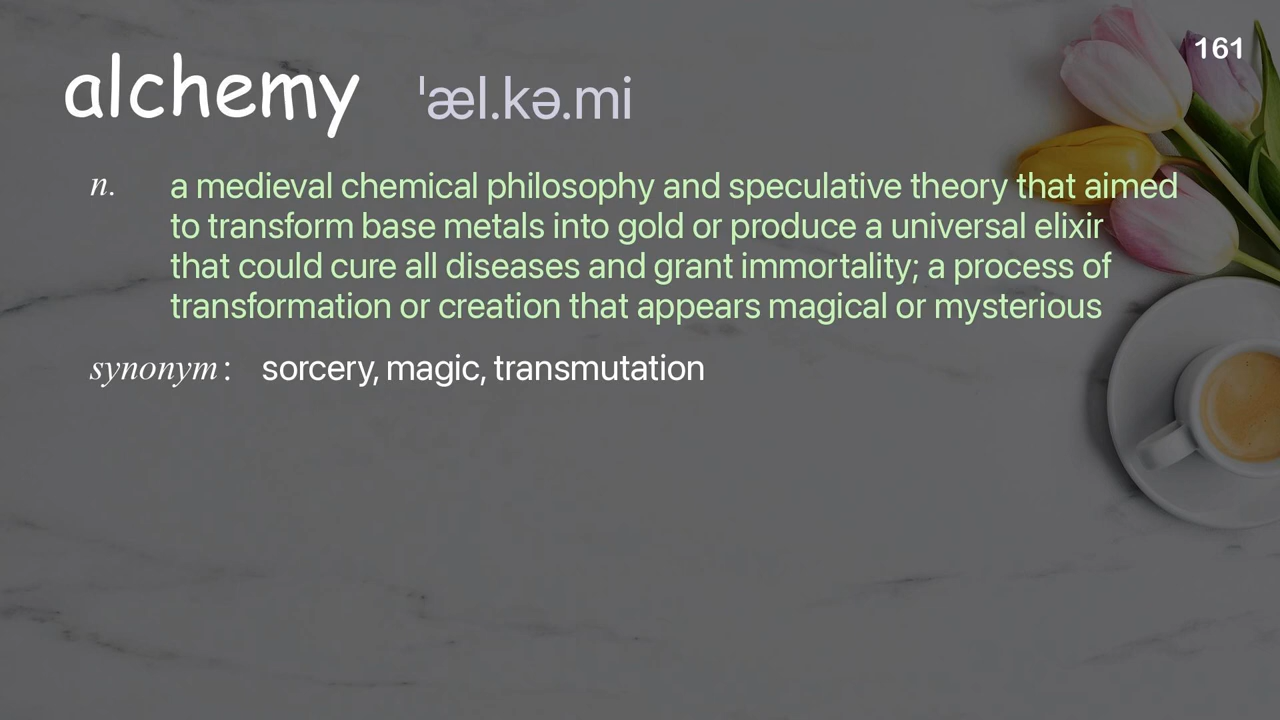 161
alchemy ˈæl.kə.mi
n. a medieval chemical philosophy and speculative theory that aimed
to transform base metals into gold or produce a universal elixir
that could cure all diseases and grant immortality; a process of
transformation or creation that appears magical or mysterious
synonym: sorcery, magic, transmutation